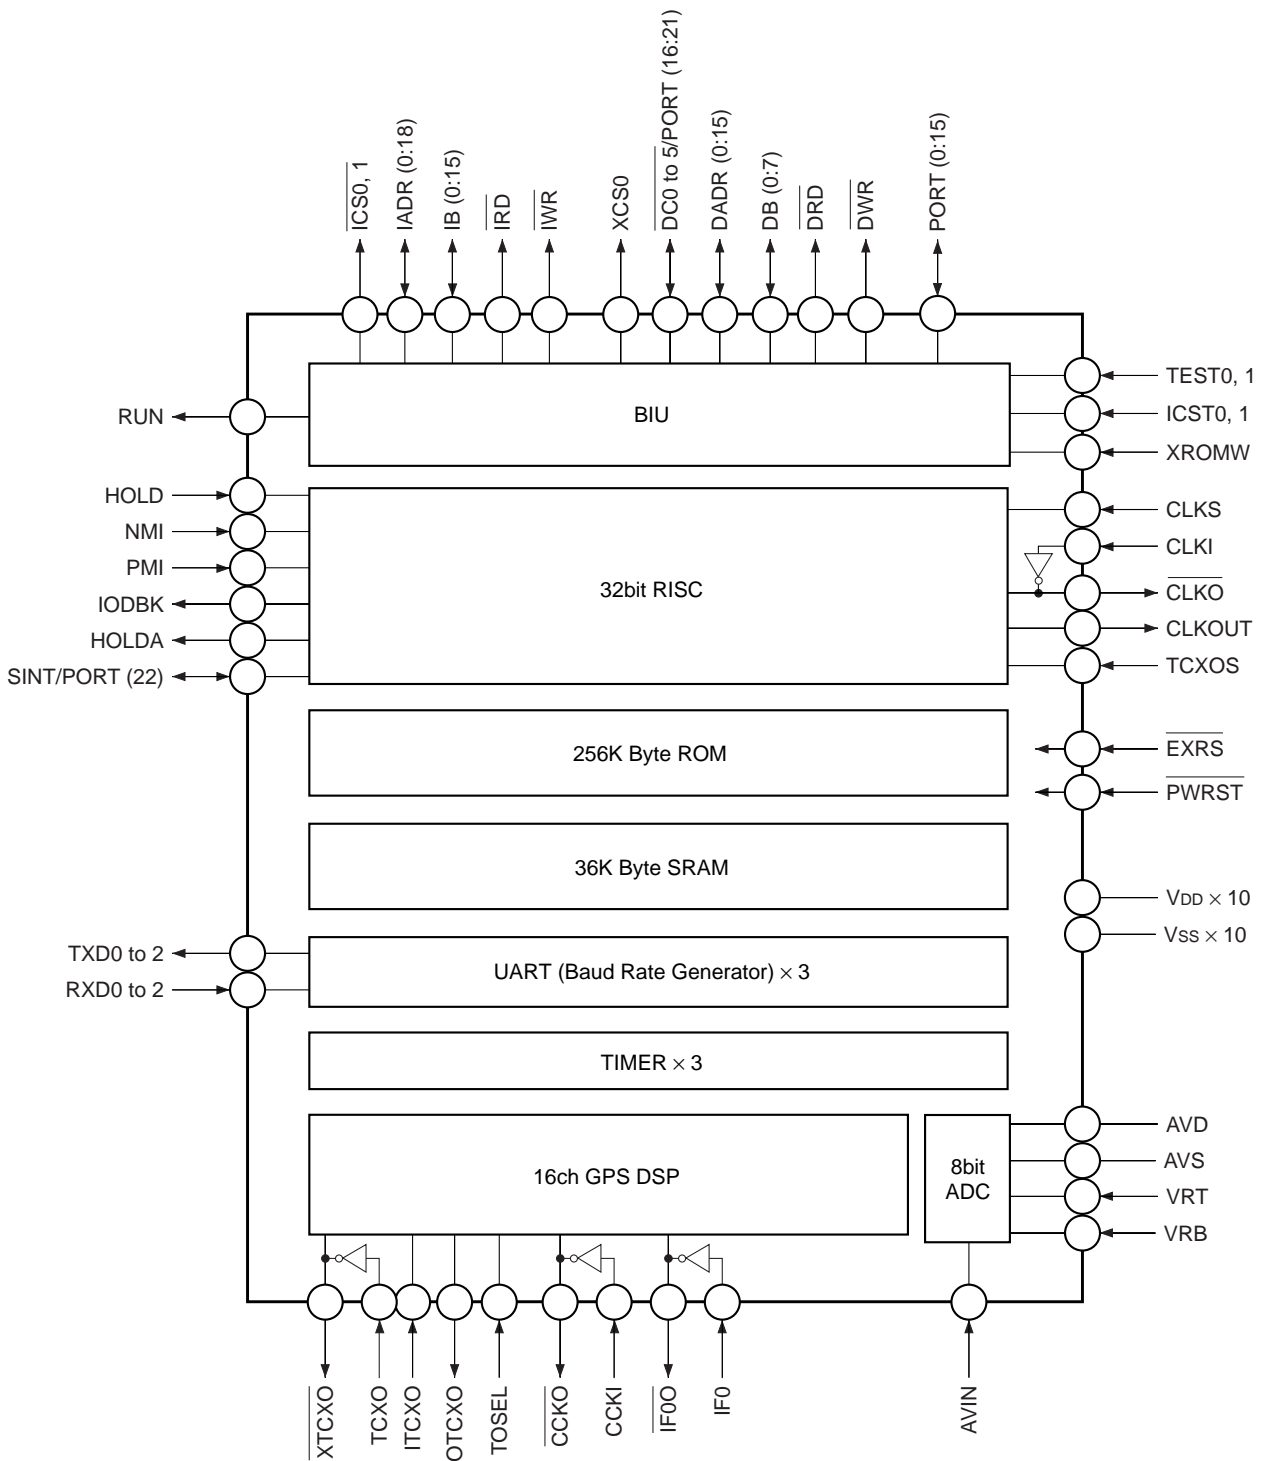 ICS0, 1
IADR (0:18)
IB (0:15)
IRD
IWR
XCS0
DC0 to 5/PORT (16:21)
DADR (0:15)
DB (0:7)
DRD
DWR
PORT (0:15)
BIU
RUN
TEST0, 1
ICST0, 1
XROMW
HOLD
NMI
PMI
IODBK
HOLDA
SINT/PORT (22)
32bit RISC
CLKS
CLKI
CLKO
CLKOUT
TCXOS
256K Byte ROM
EXRS
PWRST
36K Byte SRAM
VDD × 10
VSS × 10
TXD0 to 2
RXD0 to 2
UART (Baud Rate Generator) × 3
TIMER × 3
16ch GPS DSP
8bit
ADC
AVD
AVS
VRT
VRB
XTCXO
TCXO
ITCXO
OTCXO
TOSEL
CCKO
CCKI
IF0O
IF0
AVIN